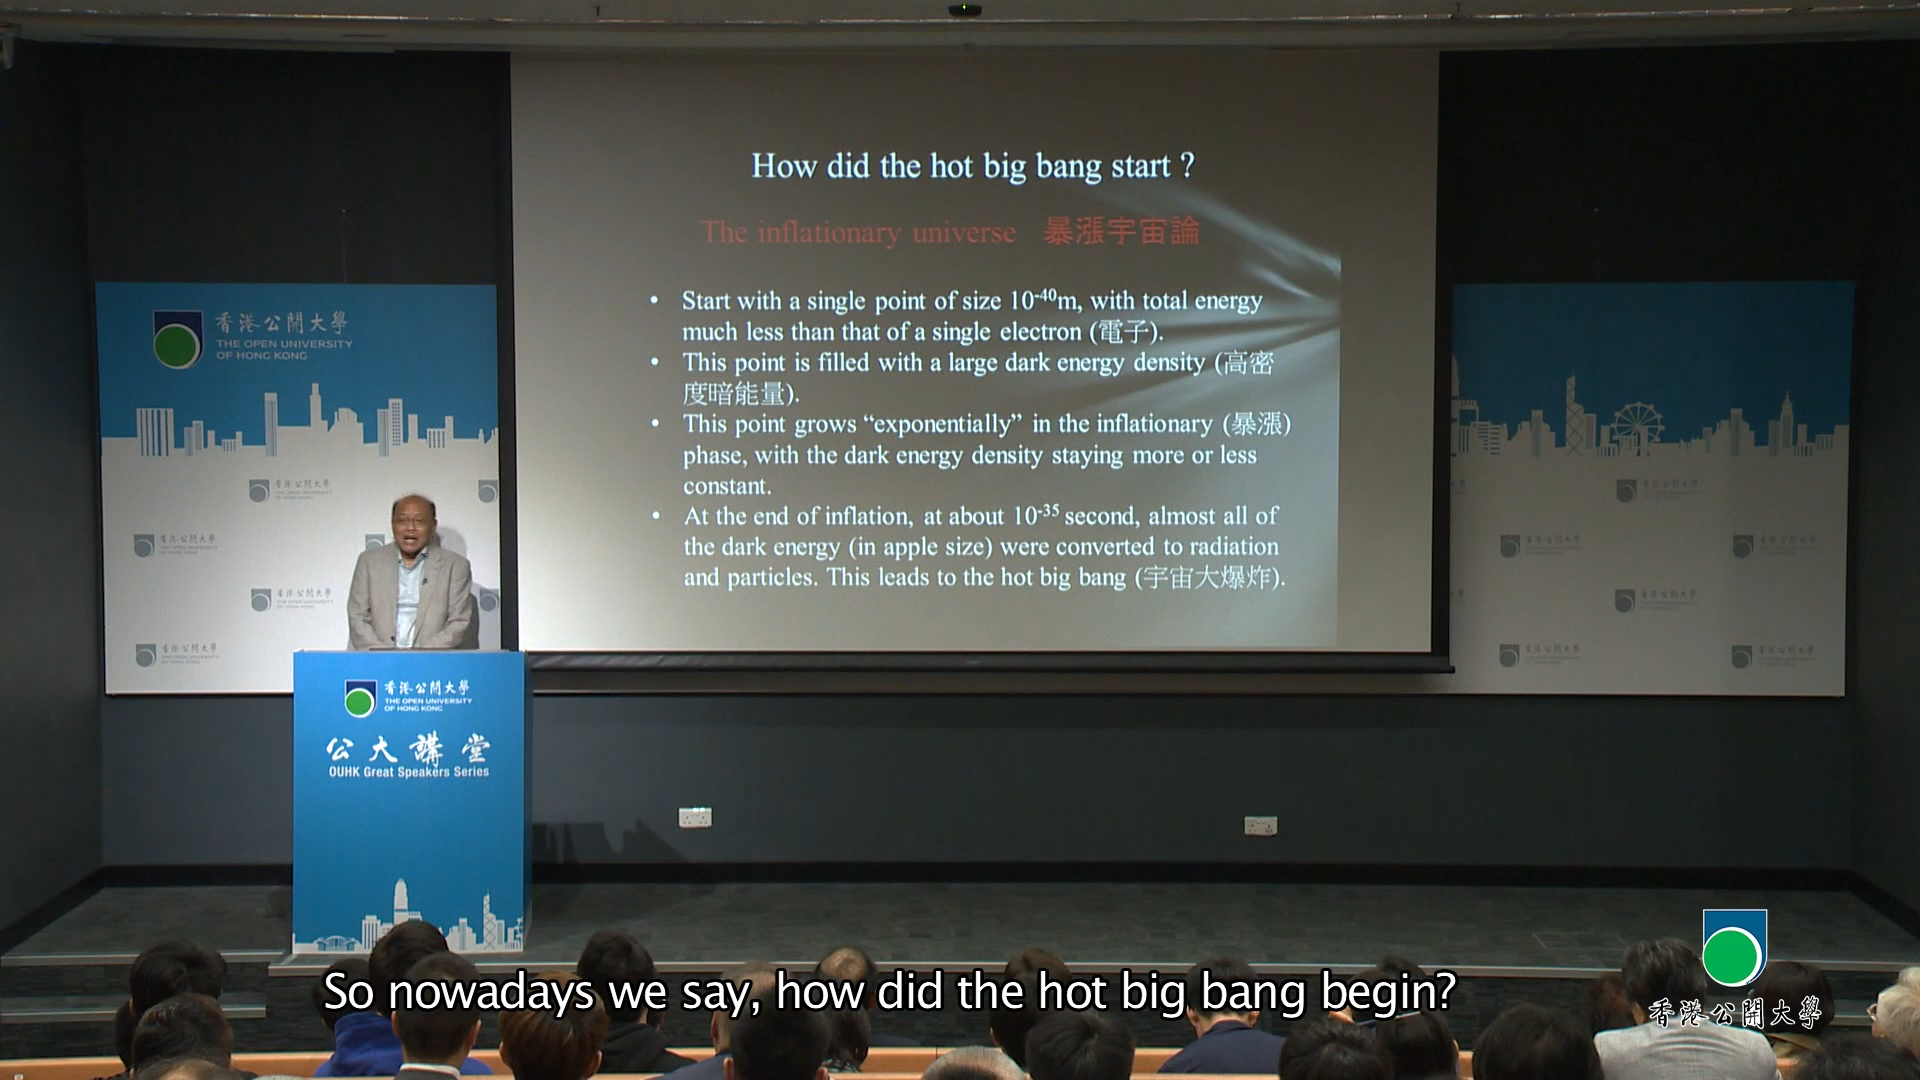 How did the hot big bang start ?
The inflationary universe 暴漲宇宙論
• Start with a single point of size 10⁻⁴⁰m, with total energy
much less than that of a single electron (電子).
• This point is filled with a large dark energy density (高密
度暗能量).
• This point grows “exponentially” in the inflationary (暴漲)
phase, with the dark energy density staying more or less
constant.
• At the end of inflation, at about 10⁻³⁵ second, almost all of
the dark energy (in apple size) were converted to radiation
and particles. This leads to the hot big bang (宇宙大爆炸).
香港公開大學
THE OPEN UNIVERSITY
OF HONG KONG
香港公開大學
THE OPEN UNIVERSITY
OF HONG KONG
公大講堂
OUHK Great Speakers Series
So nowadays we say, how did the hot big bang begin?
香港公開大學